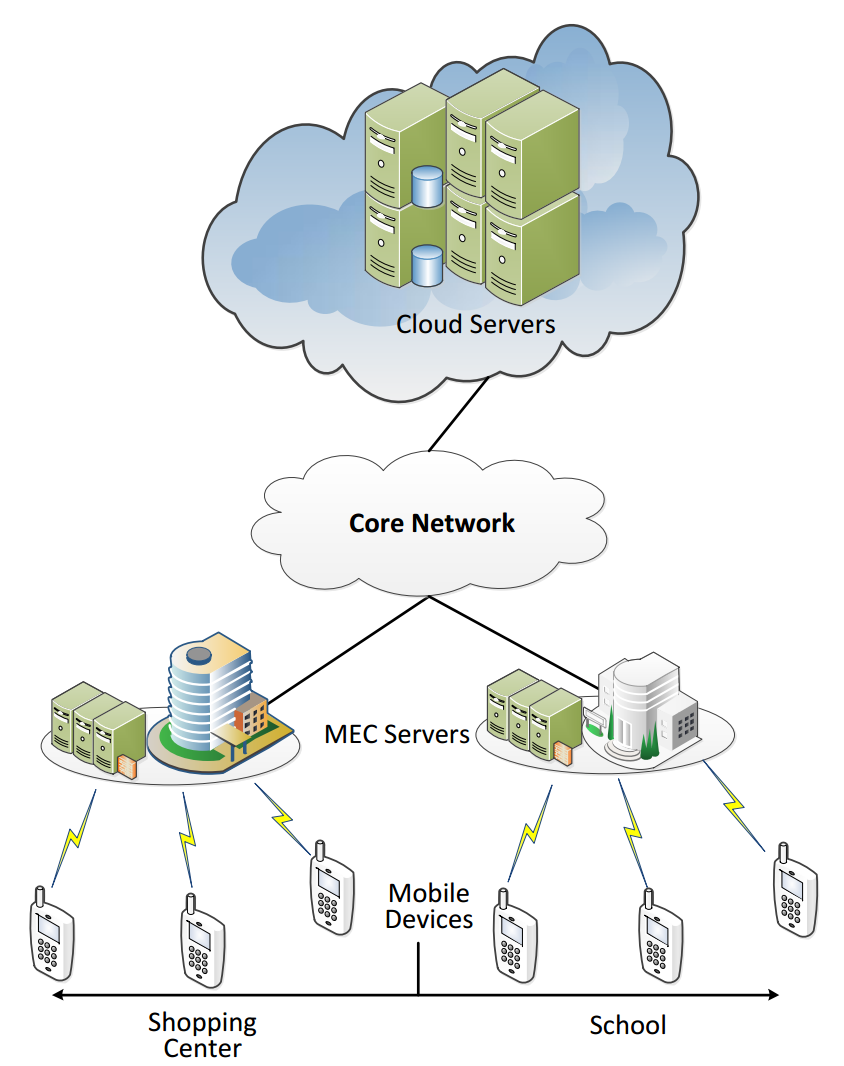 Cloud Servers
Core Network
MEC Servers
Mobile
Devices
Shopping
Center
School